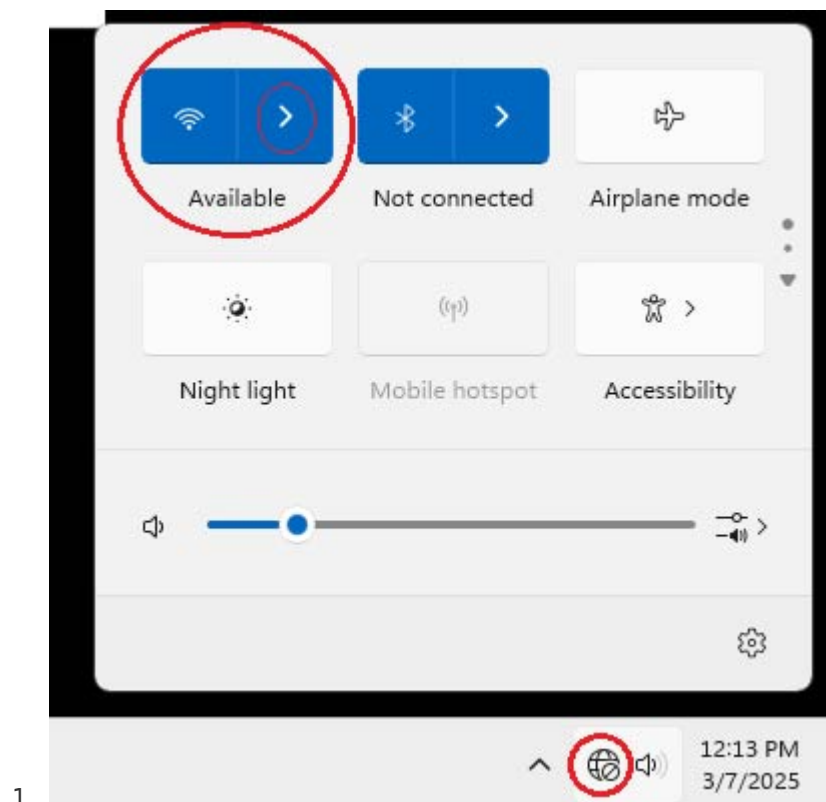 Available
Not connected
Airplane mode
Night light
Mobile hotspot
Accessibility
12:13 PM
3/7/2025
1